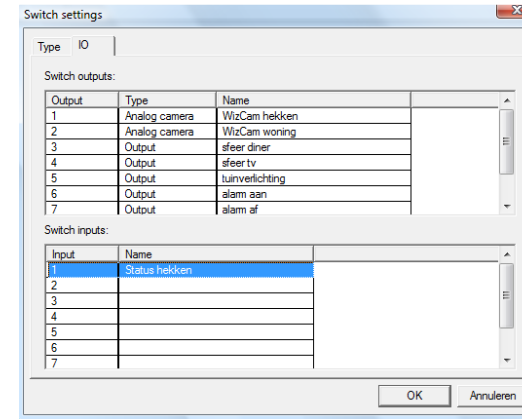 Switch settings
Type IO
Switch outputs:
Output Type Name
1 Analog camera WizCam hekken
2 Analog camera WizCam woning
3 Output sfeer diner
4 Output sfeer tv
5 Output tuinverlichting
6 Output alarm aan
7 Output alarm af
Switch inputs:
Input Name
1 Status hekken
2
3
4
5
6
7
OK Annuleren